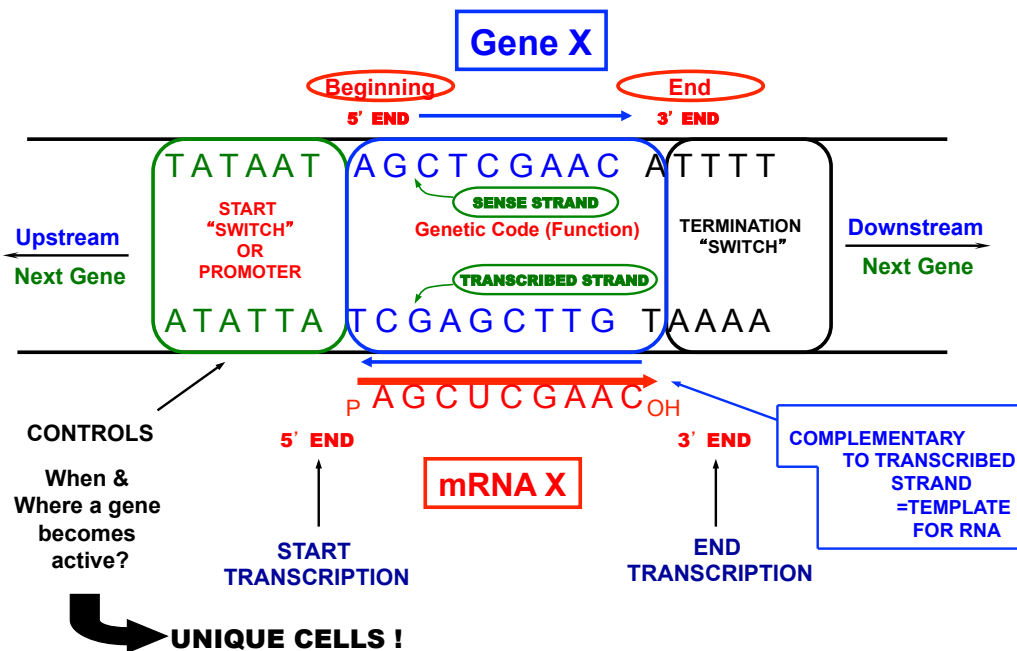 Gene X
Beginning
End
5' END
3' END
TATAAT AGCTCGAAC ATTTT
SENSE STRAND
START
"SWITCH"
OR
PROMOTER
Genetic Code (Function)
TERMINATION
"SWITCH"
Upstream
Next Gene
Downstream
Next Gene
TRANSCRIBED STRAND
ATATTA TCGAGCTTG TAAAA
P AGCUCGAAC OH
5' END
3' END
mRNA X
CONTROLS
When &
Where a gene
becomes
active?
START
TRANSCRIPTION
END
TRANSCRIPTION
COMPLEMENTARY
TO TRANSCRIBED
STRAND
=TEMPLATE
FOR RNA
UNIQUE CELLS !